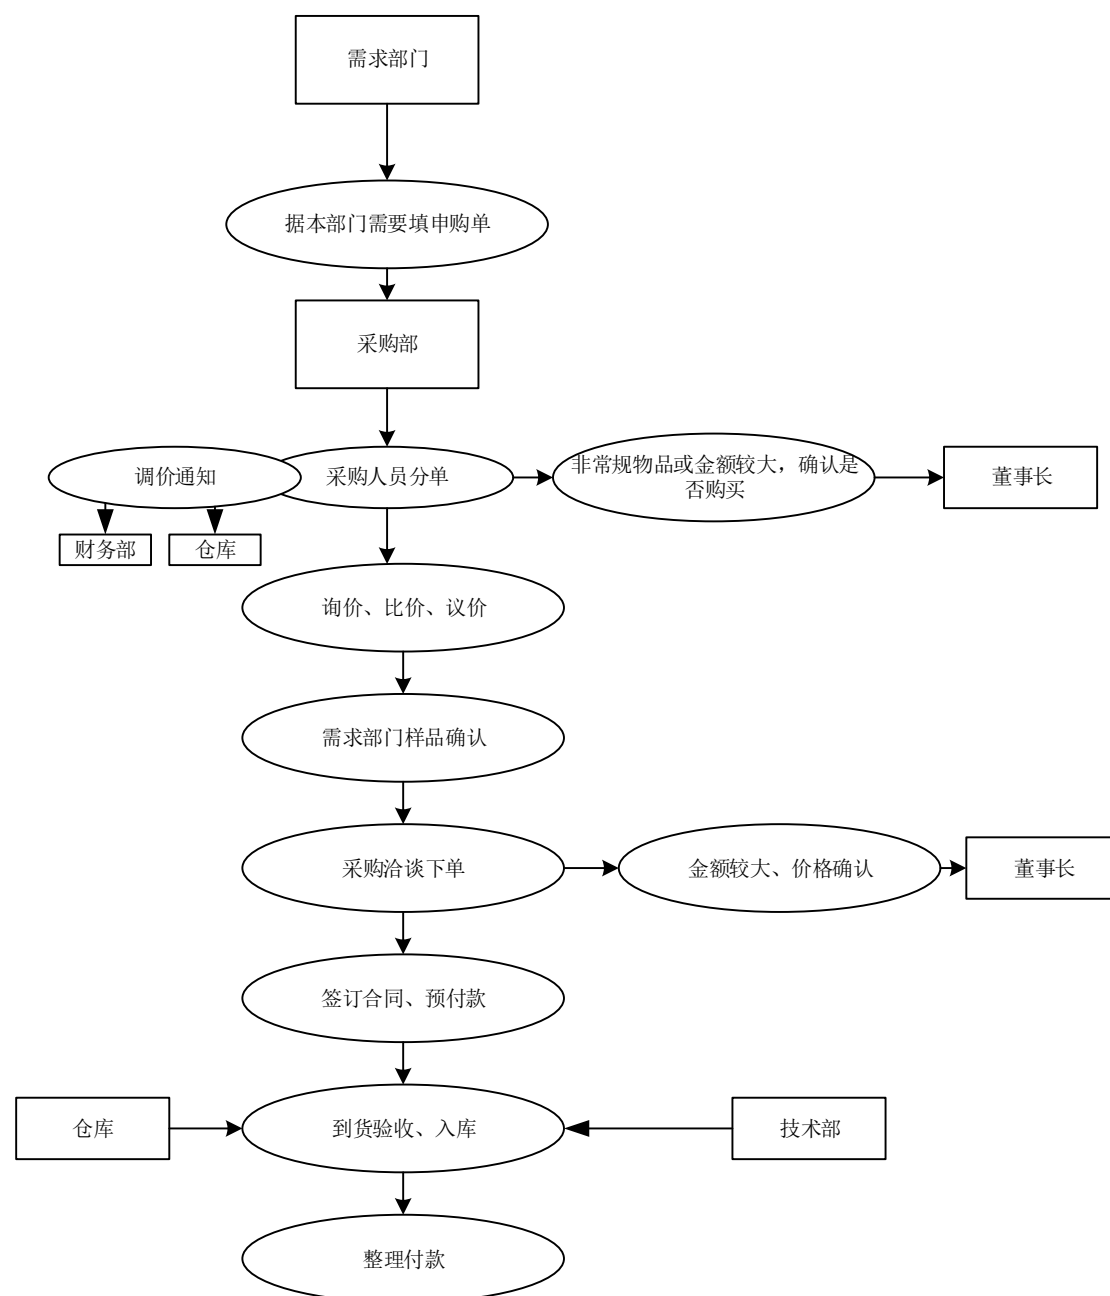 需求部门
据本部门需要填申购单
采购部
调价通知
采购人员分单
非常规物品或金额较大，确认是
否购买
董事长
财务部
仓库
询价、比价、议价
需求部门样品确认
采购洽谈下单
金额较大、价格确认
董事长
签订合同、预付款
仓库
到货验收、入库
技术部
整理付款